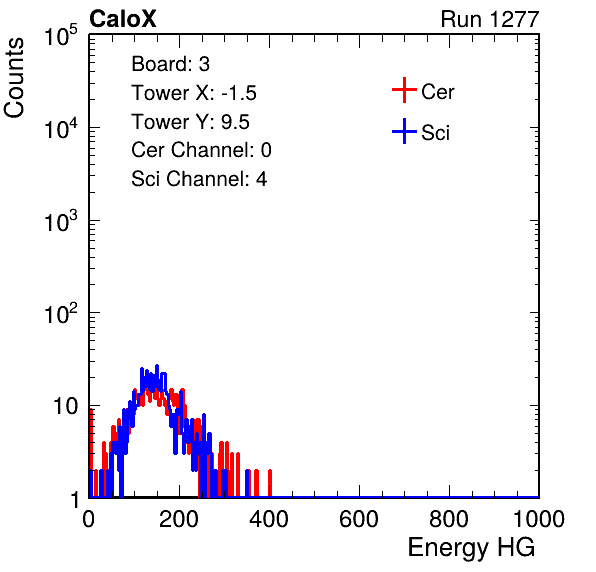 CaloX
Run 1277
Counts
10^5
10^4
10^3
10^2
10
1
Board: 3
Tower X: -1.5
Tower Y: 9.5
Cer Channel: 0
Sci Channel: 4
Cer
Sci
0 200 400 600 800 1000
Energy HG